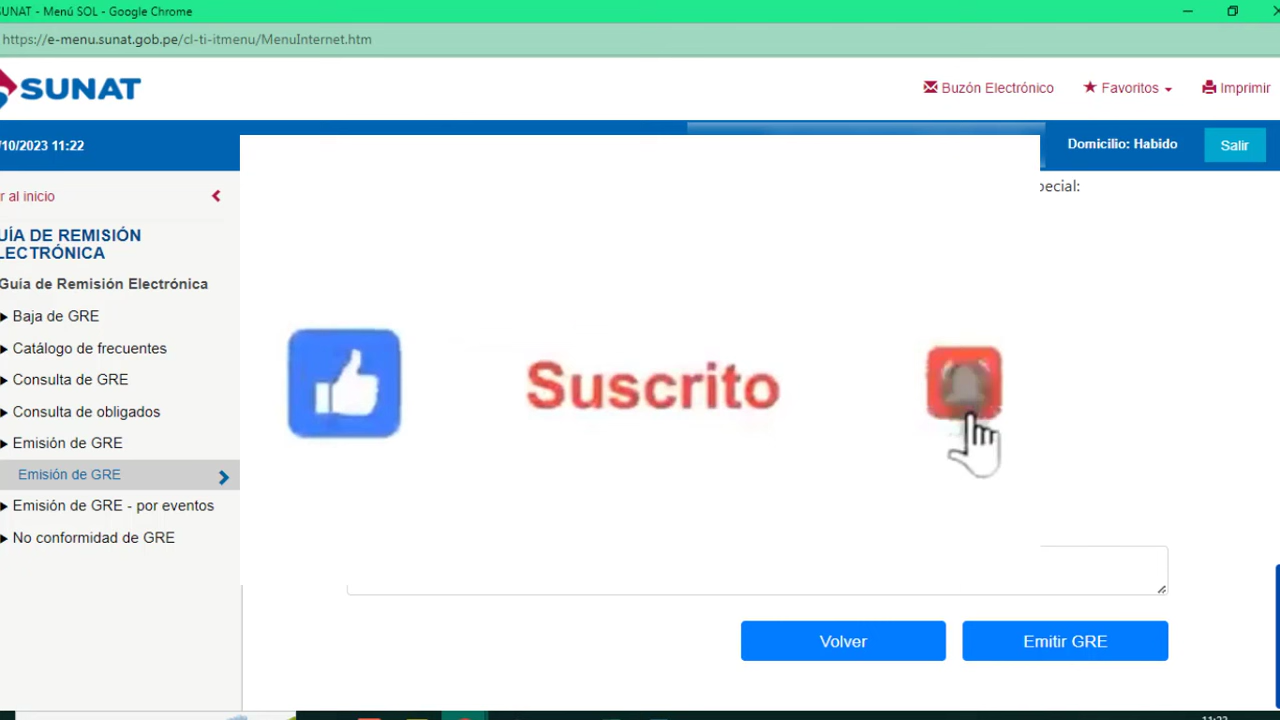 SUNAT - Menú SOL - Google Chrome
https://e-menu.sunat.gob.pe/cl-ti-itmenu/MenuInternet.htm
SUNAT
Buzón Electrónico
Favoritos
Imprimir
/10/2023 11:22
Domicilio: Habido
Salir
r al inicio
pecial:
UÍA DE REMISIÓN
LECTRÓNICA
Guía de Remisión Electrónica
Baja de GRE
Catálogo de frecuentes
Consulta de GRE
Consulta de obligados
Emisión de GRE
Emisión de GRE
Emisión de GRE - por eventos
No conformidad de GRE
Suscrito
Volver
Emitir GRE